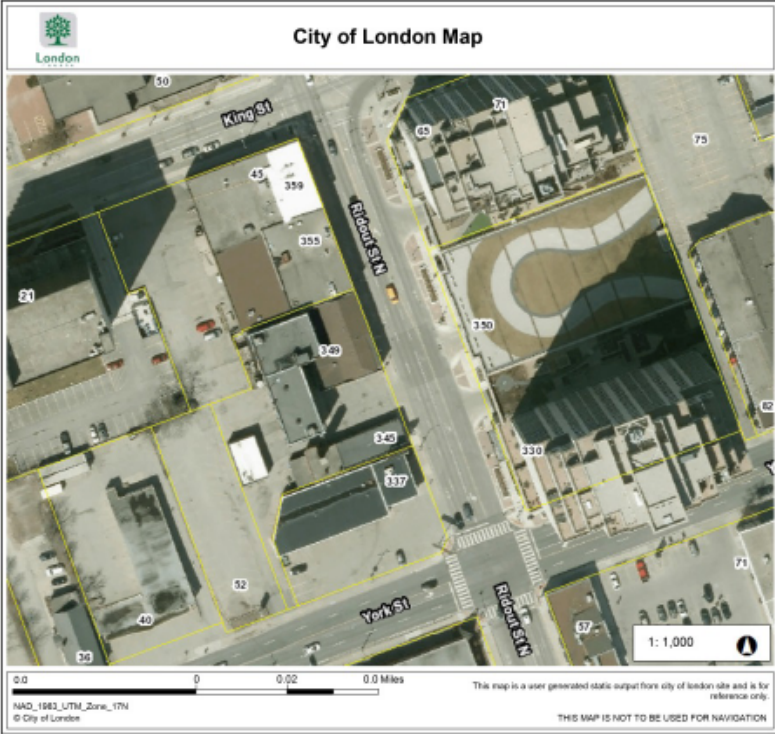 City of London Map
London
CANADA
50
King St
71
65
75
45
359
Ridout St N
355
21
350
349
82
345
330
70
337
Y
71
52
Ridout St N
York St
40
57
36
1: 1,000
0.0
0
0.02
0.0 Miles
This map is a user generated static output from city of london site and is for
reference only.
NAD_1983_UTM_Zone_17N
© City of London
THIS MAP IS NOT TO BE USED FOR NAVIGATION